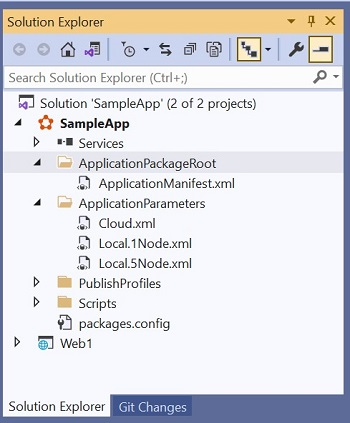 Solution Explorer
Search Solution Explorer (Ctrl+;)
Solution 'SampleApp' (2 of 2 projects)
SampleApp
Services
ApplicationPackageRoot
ApplicationManifest.xml
ApplicationParameters
Cloud.xml
Local.1Node.xml
Local.5Node.xml
PublishProfiles
Scripts
packages.config
Web1
Solution Explorer Git Changes